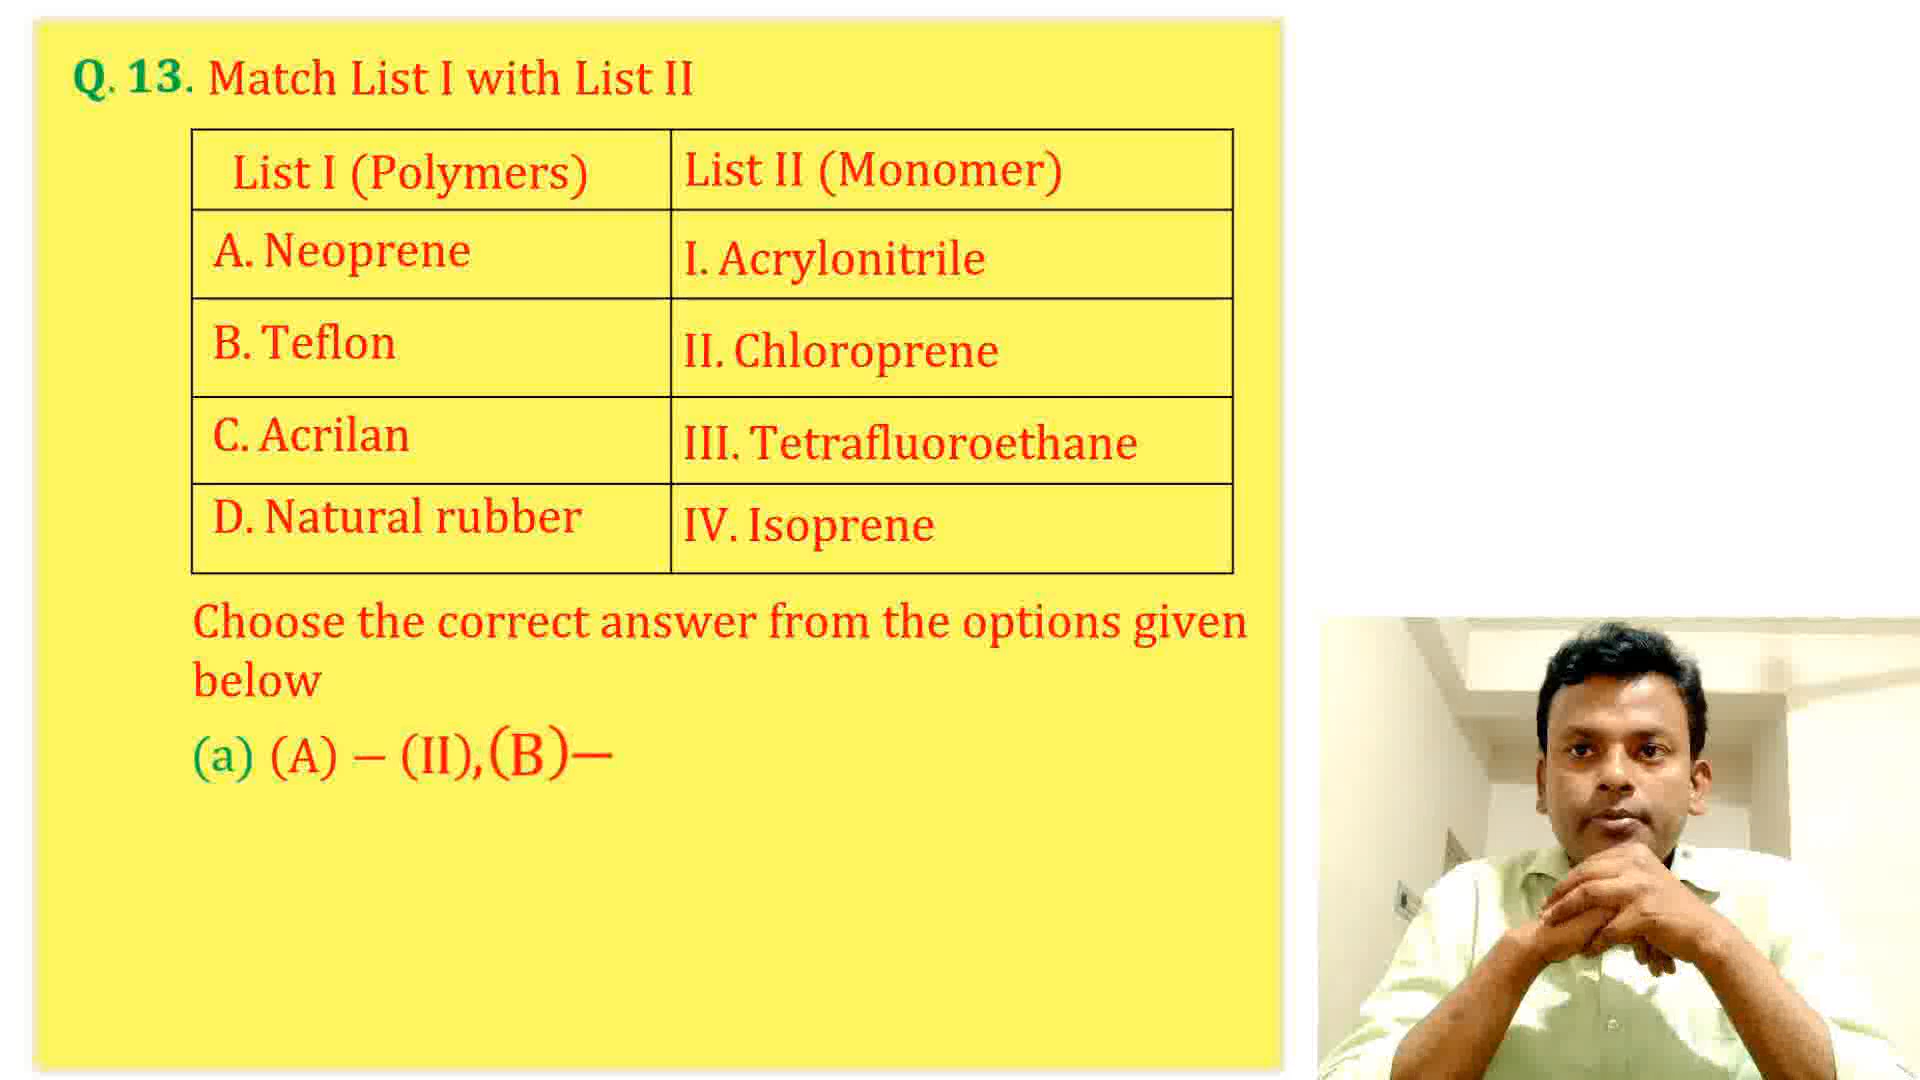 Q. 13. Match List I with List II
List I (Polymers) List II (Monomer)
A. Neoprene I. Acrylonitrile
B. Teflon II. Chloroprene
C. Acrilan III. Tetrafluoroethane
D. Natural rubber IV. Isoprene
Choose the correct answer from the options given
below
(a) (A) – (II),(B)–